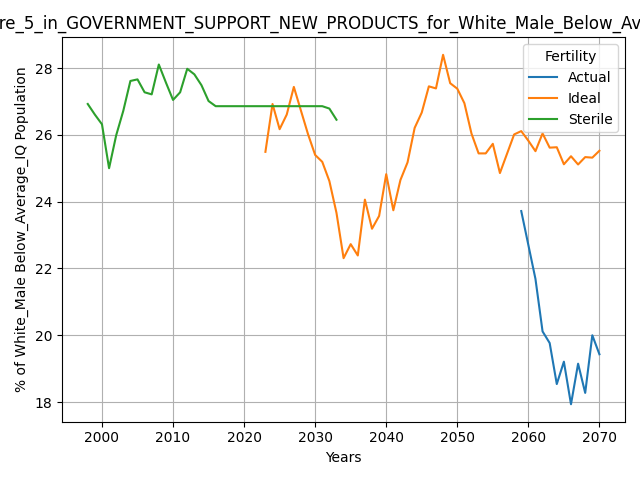 re_5_in_GOVERNMENT_SUPPORT_NEW_PRODUCTS_for_White_Male_Below_Av
Fertility
Actual
Ideal
Sterile
% of White_Male Below_Average_IQ Population
28
26
24
22
20
18
2000 2010 2020 2030 2040 2050 2060 2070
Years